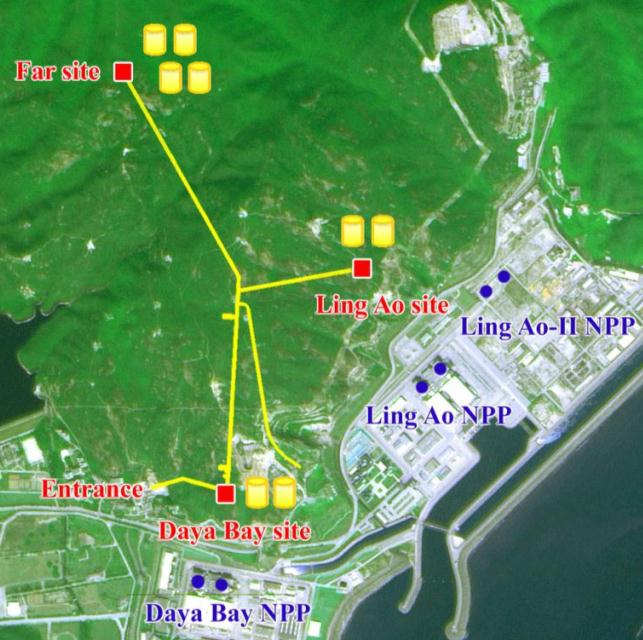 Far site
Ling Ao site
Ling Ao-II NPP
Ling Ao NPP
Entrance
Daya Bay site
Daya Bay NPP